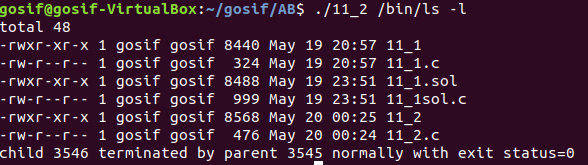 gosif@gosif-VirtualBox:~/gosif/AB$ ./11_2 /bin/ls -l
total 48
-rwxr-xr-x 1 gosif gosif 8440 May 19 20:57 11_1
-rw-r--r-- 1 gosif gosif  324 May 19 20:57 11_1.c
-rwxr-xr-x 1 gosif gosif 8488 May 19 23:51 11_1.sol
-rw-r--r-- 1 gosif gosif  999 May 19 23:51 11_1sol.c
-rwxr-xr-x 1 gosif gosif 8568 May 20 00:25 11_2
-rw-r--r-- 1 gosif gosif  476 May 20 00:24 11_2.c
child 3546 terminated by parent 3545 normally with exit status=0